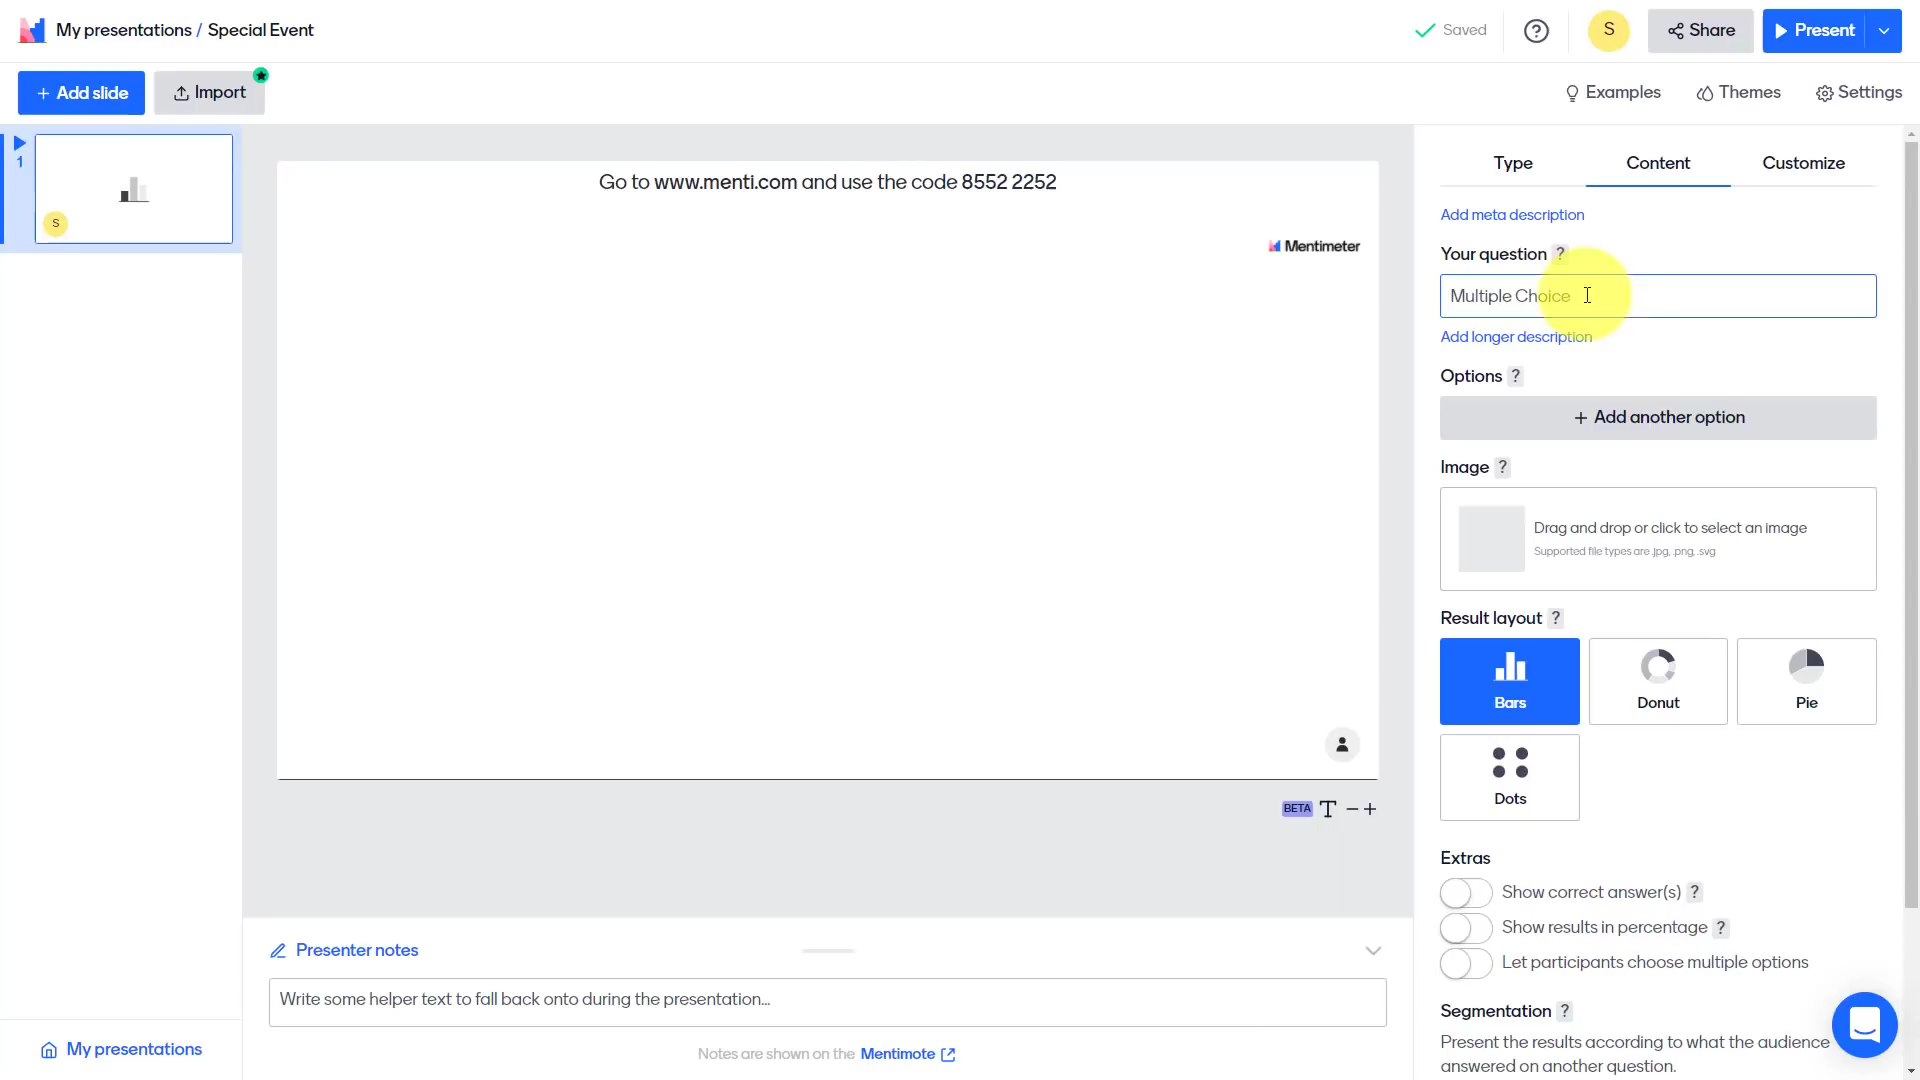 My presentations / Special Event
Saved
?
S
Share
Present
+ Add slide
Import
Examples
Themes
Settings
1
S
Go to www.menti.com and use the code 8552 2252
Mentimeter
BETA T − +
Presenter notes
Write some helper text to fall back onto during the presentation...
Notes are shown on the Mentimote
My presentations
Type
Content
Customize
Add meta description
Your question ?
Multiple Choice
Add longer description
Options ?
+ Add another option
Image ?
Drag and drop or click to select an image
Supported file types are .jpg, .png, .svg
Result layout ?
Bars
Donut
Pie
Dots
Extras
Show correct answer(s) ?
Show results in percentage ?
Let participants choose multiple options
Segmentation ?
Present the results according to what the audience
answered on another question.